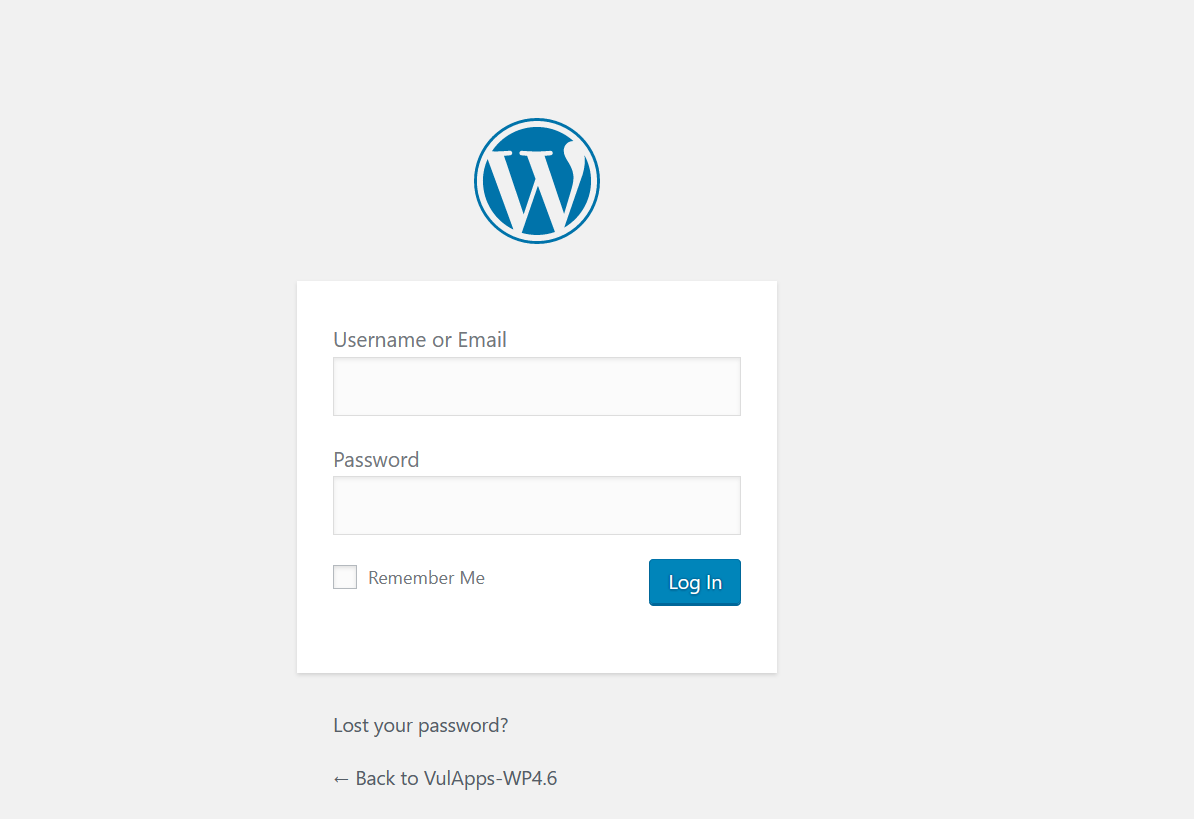 Username or Email
Password
Remember Me
Log In
Lost your password?
← Back to VulApps-WP4.6